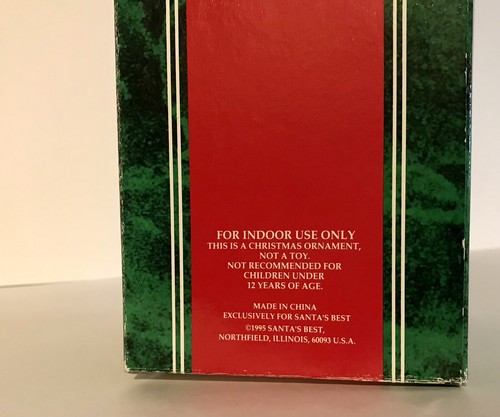 FOR INDOOR USE ONLY
THIS IS A CHRISTMAS ORNAMENT,
NOT A TOY.
NOT RECOMMENDED FOR
CHILDREN UNDER
12 YEARS OF AGE.
MADE IN CHINA
EXCLUSIVELY FOR SANTA'S BEST
©1995 SANTA'S BEST,
NORTHFIELD, ILLINOIS, 60093 U.S.A.